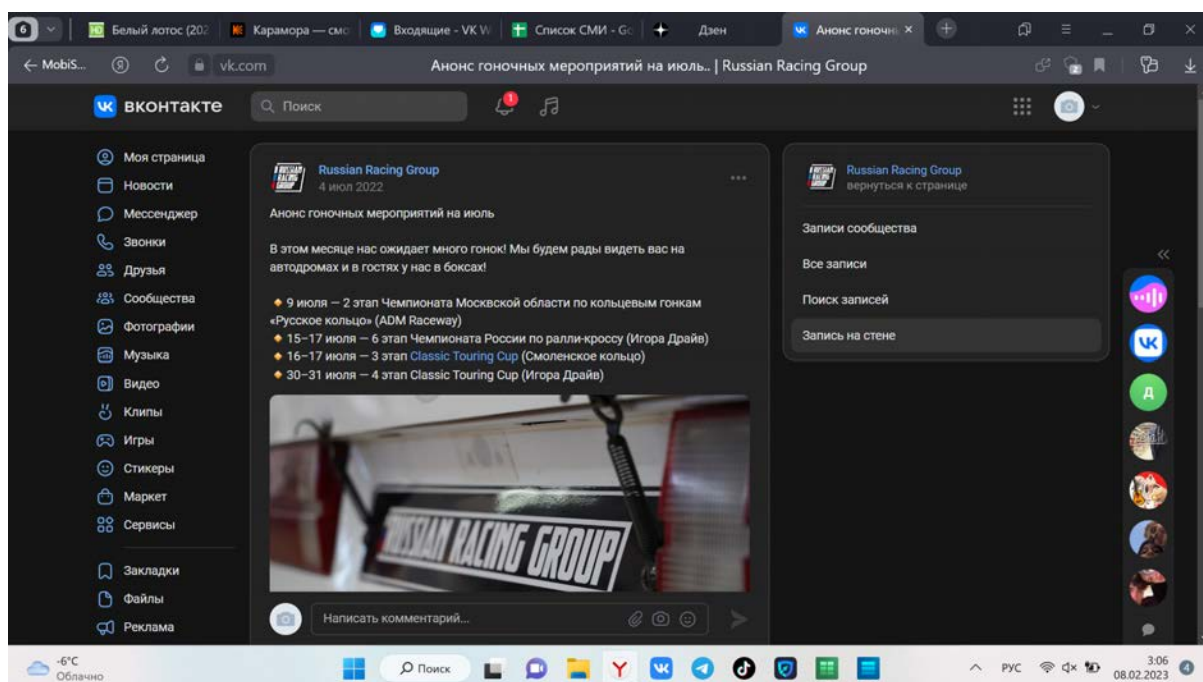 6
Белый лотос (202
Карамора — смо
Входящие - VK W
Список СМИ - Go
Дзен
Анонс гоночн
MobiS...
vk.com
Анонс гоночных мероприятий на июль.. | Russian Racing Group
2
вконтакте
Поиск
1
Моя страница
Новости
Мессенджер
Звонки
Друзья
Сообщества
Фотографии
Музыка
Видео
Клипы
Игры
Стикеры
Маркет
Сервисы
Закладки
Файлы
Реклама
Russian Racing Group
4 июл 2022
Анонс гоночных мероприятий на июль
В этом месяце нас ожидает много гонок! Мы будем рады видеть вас на
автодромах и в гостях у нас в боксах!
9 июля — 2 этап Чемпионата Москвской области по кольцевым гонкам
«Русское кольцо» (ADM Raceway)
15–17 июля — 6 этап Чемпионата России по ралли-кроссу (Игора Драйв)
16–17 июля — 3 этап Classic Touring Cup (Смоленское кольцо)
30–31 июля — 4 этап Classic Touring Cup (Игора Драйв)
RUSSIAN RACING GROUP
Написать комментарий...
Russian Racing Group
вернуться к странице
Записи сообщества
Все записи
Поиск записей
Запись на стене
Д
-6°C
Облачно
Поиск
РУС
3:06
08.02.2023
4